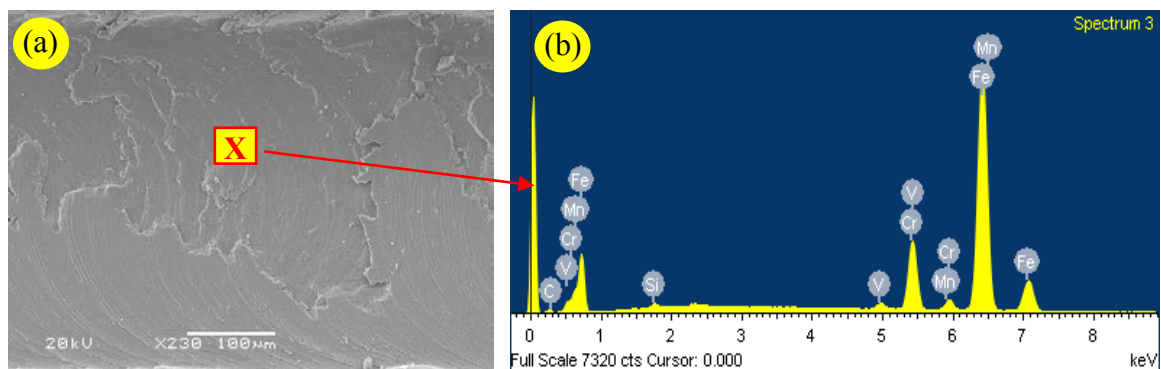 (a)
X
20kU X230 100µm
(b)
Spectrum 3
Mn
Fe
Fe
Mn
Cr
V
C
Si
V
V
Cr
Cr
Mn
Fe
0 1 2 3 4 5 6 7 8
Full Scale 7320 cts Cursor: 0.000 keV